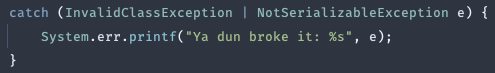 catch (InvalidClassException | NotSerializableException e) {
    System.err.printf("Ya dun broke it: %s", e);
}